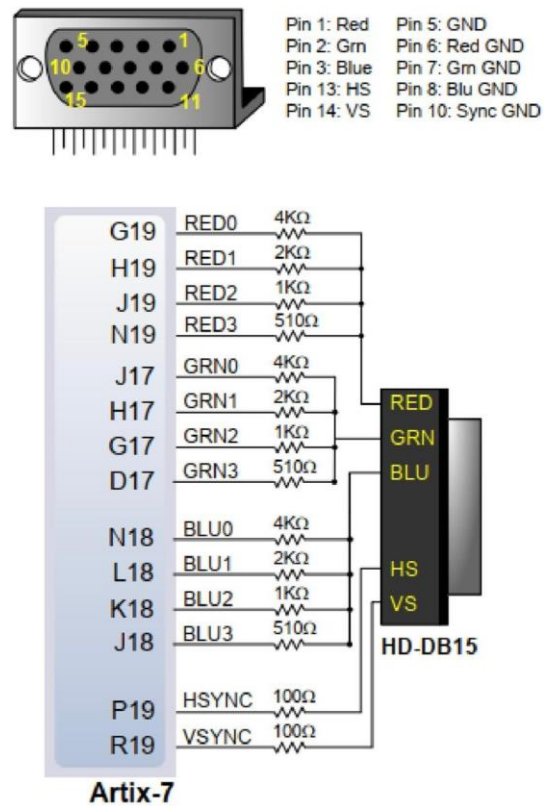 5 1
10 6
15 11
Pin 1: Red Pin 5: GND
Pin 2: Grn Pin 6: Red GND
Pin 3: Blue Pin 7: Grn GND
Pin 13: HS Pin 8: Blu GND
Pin 14: VS Pin 10: Sync GND
G19 RED0 4KΩ
H19 RED1 2KΩ
J19 RED2 1KΩ
N19 RED3 510Ω
J17 GRN0 4KΩ
H17 GRN1 2KΩ
G17 GRN2 1KΩ
D17 GRN3 510Ω
N18 BLU0 4KΩ
L18 BLU1 2KΩ
K18 BLU2 1KΩ
J18 BLU3 510Ω
P19 HSYNC 100Ω
R19 VSYNC 100Ω
Artix-7
RED
GRN
BLU
HS
VS
HD-DB15